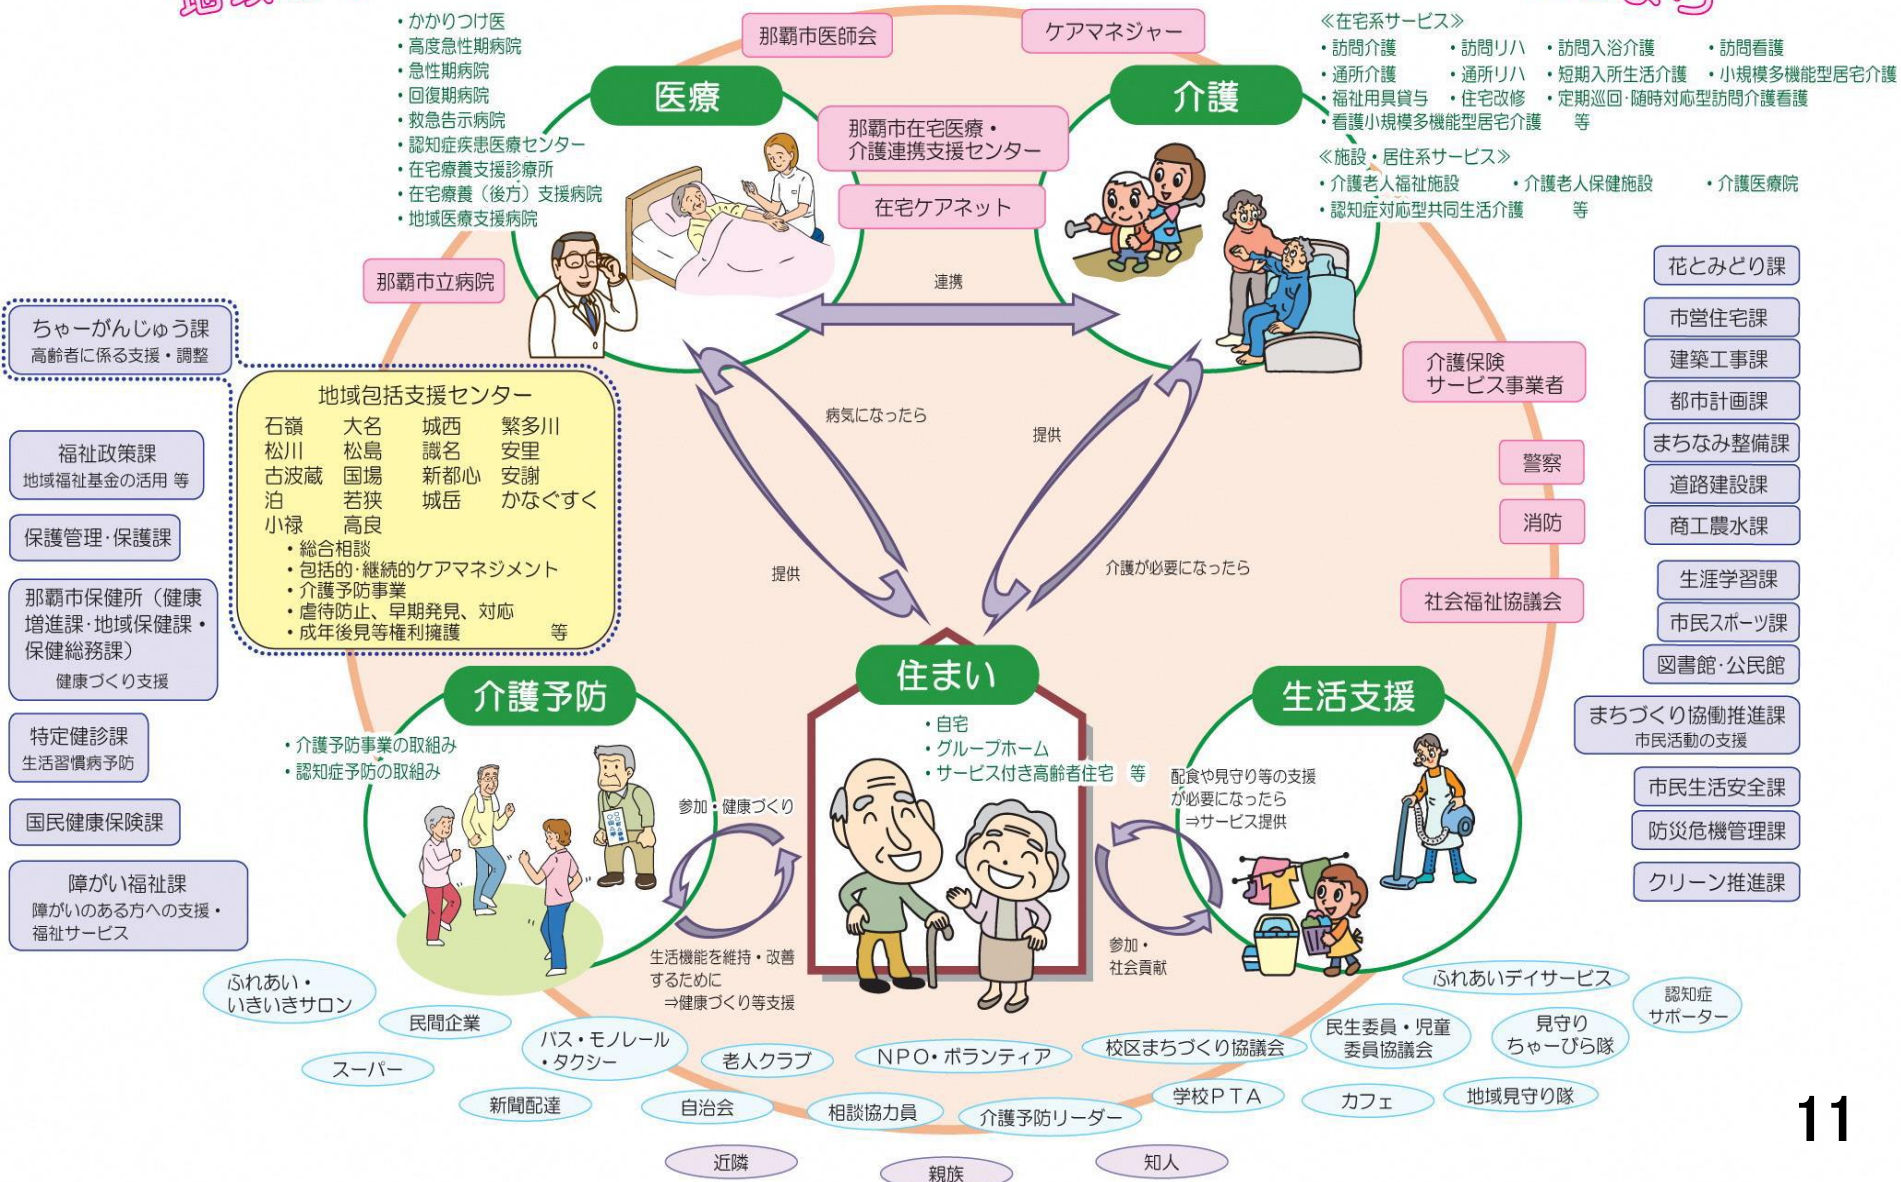 地域
・かかりつけ医
・高度急性期病院
・急性期病院
・回復期病院
・救急告示病院
・認知症疾患医療センター
・在宅療養支援診療所
・在宅療養（後方）支援病院
・地域医療支援病院
医療
那覇市医師会
ケアマネジャー
介護
那覇市在宅医療・
介護連携支援センター
在宅ケアネット
≪在宅系サービス≫
・訪問介護 ・訪問リハ ・訪問入浴介護 ・訪問看護
・通所介護 ・通所リハ ・短期入所生活介護 ・小規模多機能型居宅介護
・福祉用具貸与 ・住宅改修 ・定期巡回・随時対応型訪問介護看護
・看護小規模多機能型居宅介護 等
≪施設・居住系サービス≫
・介護老人福祉施設 ・介護老人保健施設 ・介護医療院
・認知症対応型共同生活介護 等
那覇市立病院
連携
ちゃーがんじゅう課
高齢者に係る支援・調整
地域包括支援センター
石嶺 大名 城西 繁多川
松川 松島 識名 安里
古波蔵 国場 新都心 安謝
泊 若狭 城岳 かなぐすく
小禄 高良
・総合相談
・包括的・継続的ケアマネジメント
・介護予防事業
・虐待防止、早期発見、対応
・成年後見等権利擁護 等
福祉政策課
地域福祉基金の活用 等
保護管理・保護課
那覇市保健所（健康
増進課・地域保健課・
保健総務課）
健康づくり支援
特定健診課
生活習慣病予防
国民健康保険課
障がい福祉課
障がいのある方への支援・
福祉サービス
病気になったら
提供
提供
介護が必要になったら
介護保険
サービス事業者
警察
消防
社会福祉協議会
花とみどり課
市営住宅課
建築工事課
都市計画課
まちなみ整備課
道路建設課
商工農水課
生涯学習課
市民スポーツ課
図書館・公民館
まちづくり協働推進課
市民活動の支援
市民生活安全課
防災危機管理課
クリーン推進課
介護予防
・介護予防事業の取組み
・認知症予防の取組み
参加・健康づくり
生活機能を維持・改善
するために
⇒健康づくり等支援
住まい
・自宅
・グループホーム
・サービス付き高齢者住宅 等
生活支援
配食や見守り等の支援
が必要になったら
⇒サービス提供
参加・
社会貢献
ふれあい・
いきいきサロン
民間企業
スーパー
バス・モノレール
・タクシー
新聞配達
老人クラブ
自治会
NPO・ボランティア
相談協力員
介護予防リーダー
校区まちづくり協議会
学校PTA
民生委員・児童
委員協議会
カフェ
ふれあいデイサービス
見守り
ちゃーびら隊
地域見守り隊
認知症
サポーター
近隣
親族
知人
11